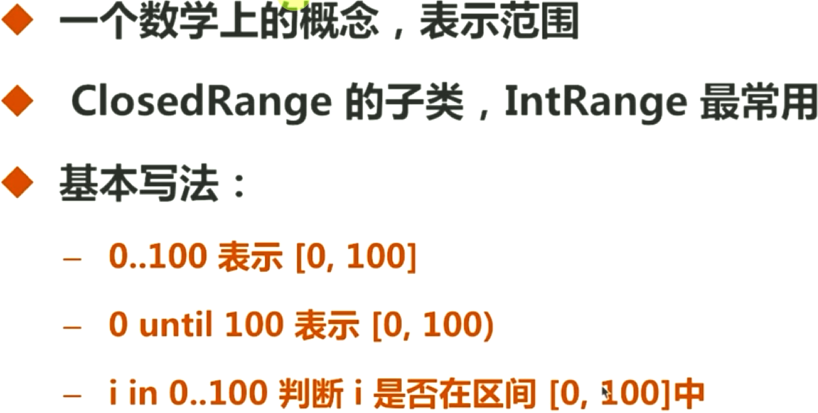 一个数学上的概念，表示范围
ClosedRange 的子类，IntRange 最常用
基本写法：
– 0..100 表示 [0, 100]
– 0 until 100 表示 [0, 100)
– i in 0..100 判断 i 是否在区间 [0, 100]中